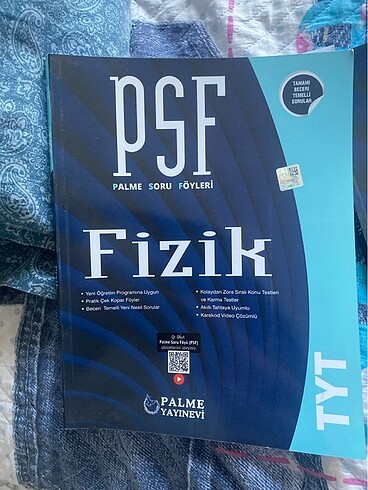 PSF
PALME SORU FÖYLERİ
TAMAMI
BECERİ
TEMELLİ
SORULAR
Fizik
• Yeni Öğretim Programına Uygun
• Pratik Çek Kopar Föyler
• Beceri Temelli Yeni Nesil Sorular
• Kolaydan Zora Sıralı Konu Testleri
ve Karma Testler
• Akıllı Tahtaya Uyumlu
• Karekod Video Çözümlü
Palme Soru Föyü (PSF)
PALME
YAYINEVİ
TYT